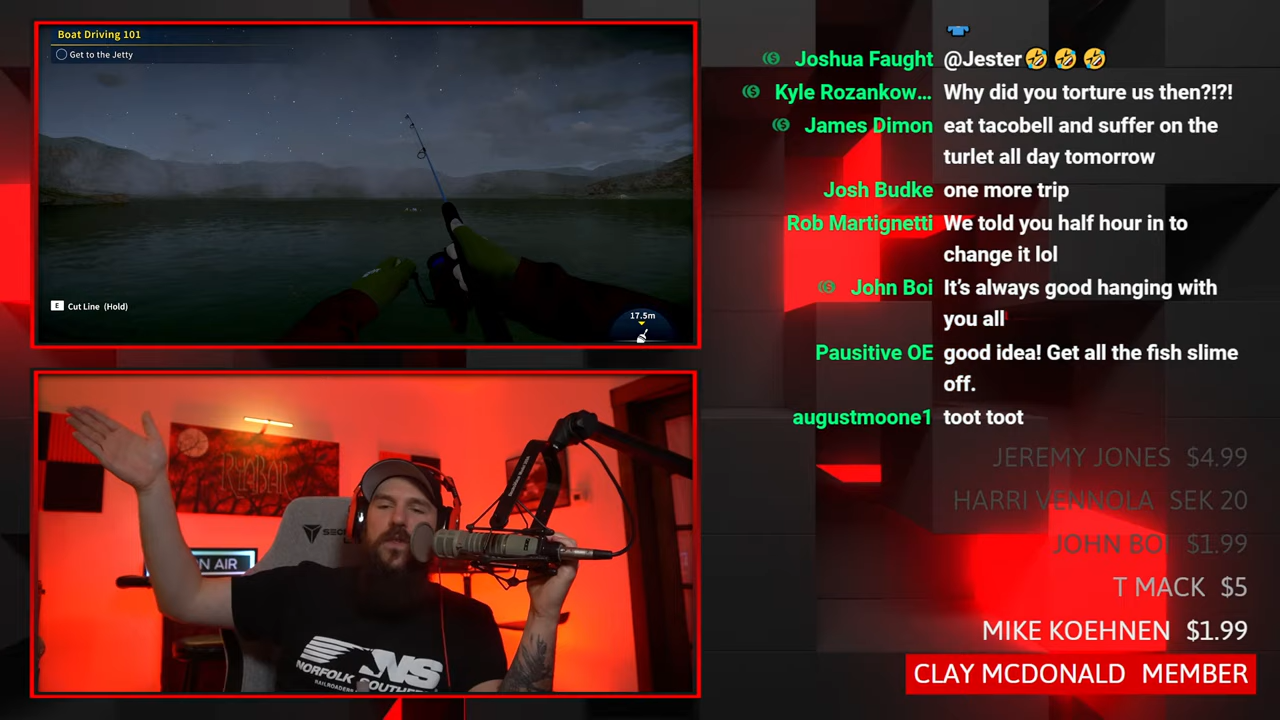 Boat Driving 101
Get to the Jetty
E Cut Line (Hold)
17.5m
RYABAR
SEC
ON AIR
NS
NORFOLK SOUTHERN
Joshua Faught @Jester🤣 🤣 🤣
Kyle Rozankow... Why did you torture us then?!?!
James Dimon eat tacobell and suffer on the
turlet all day tomorrow
Josh Budke one more trip
Rob Martignetti We told you half hour in to
change it lol
John Boi It's always good hanging with
you all
Pausitive OE good idea! Get all the fish slime
off.
augustmoone1 toot toot
JEREMY JONES $4.99
HARRI VENNOLA SEK 20
JOHN BOI $1.99
T MACK $5
MIKE KOEHNEN $1.99
CLAY MCDONALD MEMBER